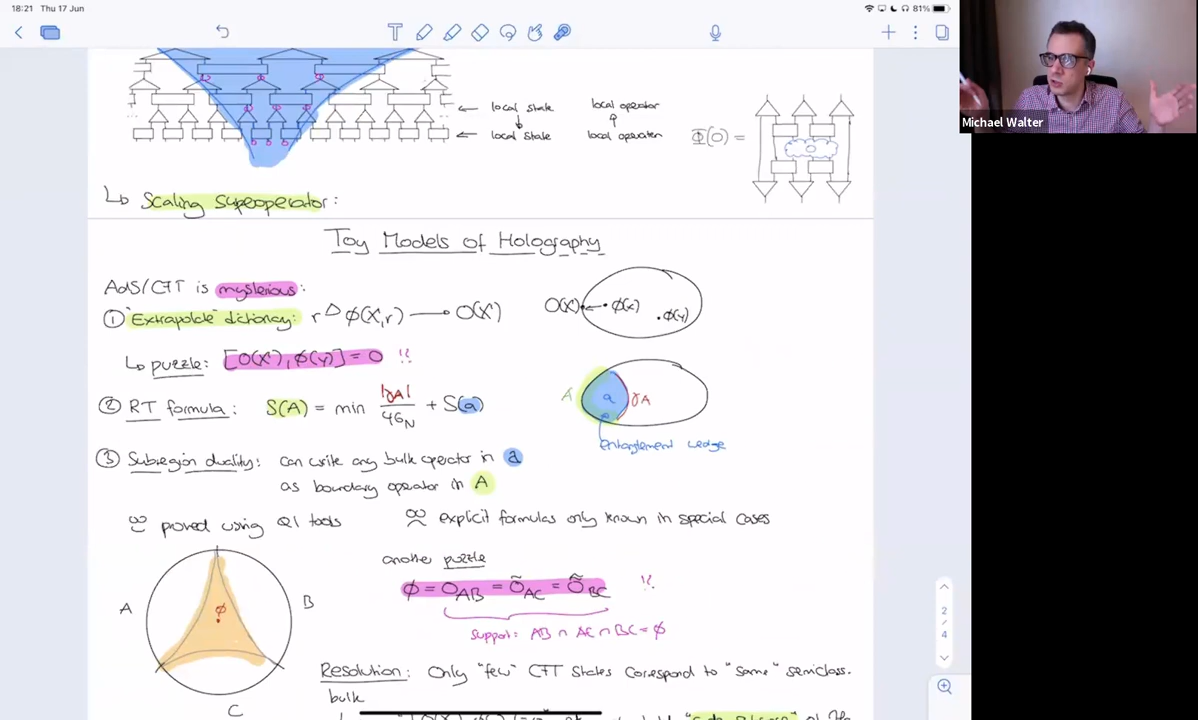 18:21 Thu 17 Jun
81%
Michael Walter
← local state local operator
← local state local operator
Φ(O) =
↳ Scaling superoperator:
Toy Models of Holography
AdS/CFT is mysterious:
① "Extrapolate" dictionary: r^Δ φ(x,r) → O(x)
O(x) ← φ(x) φ(y)
↳ puzzle: [O(x), φ(y)] = 0 !?
② RT formula: S(A) = min |γA| / 4G_N + S(a)
A a γA
entanglement wedge
③ Subregion duality: can write any bulk operator in a
as boundary operator in A
proved using QI tools explicit formulas only known in special cases
another puzzle
φ = O_AB = Õ_AC = Õ_BC !?
support: AB ∩ AC ∩ BC = ∅
A φ B
C
Resolution: Only "few" CFT states correspond to "same" semiclass.
bulk
2
/
4